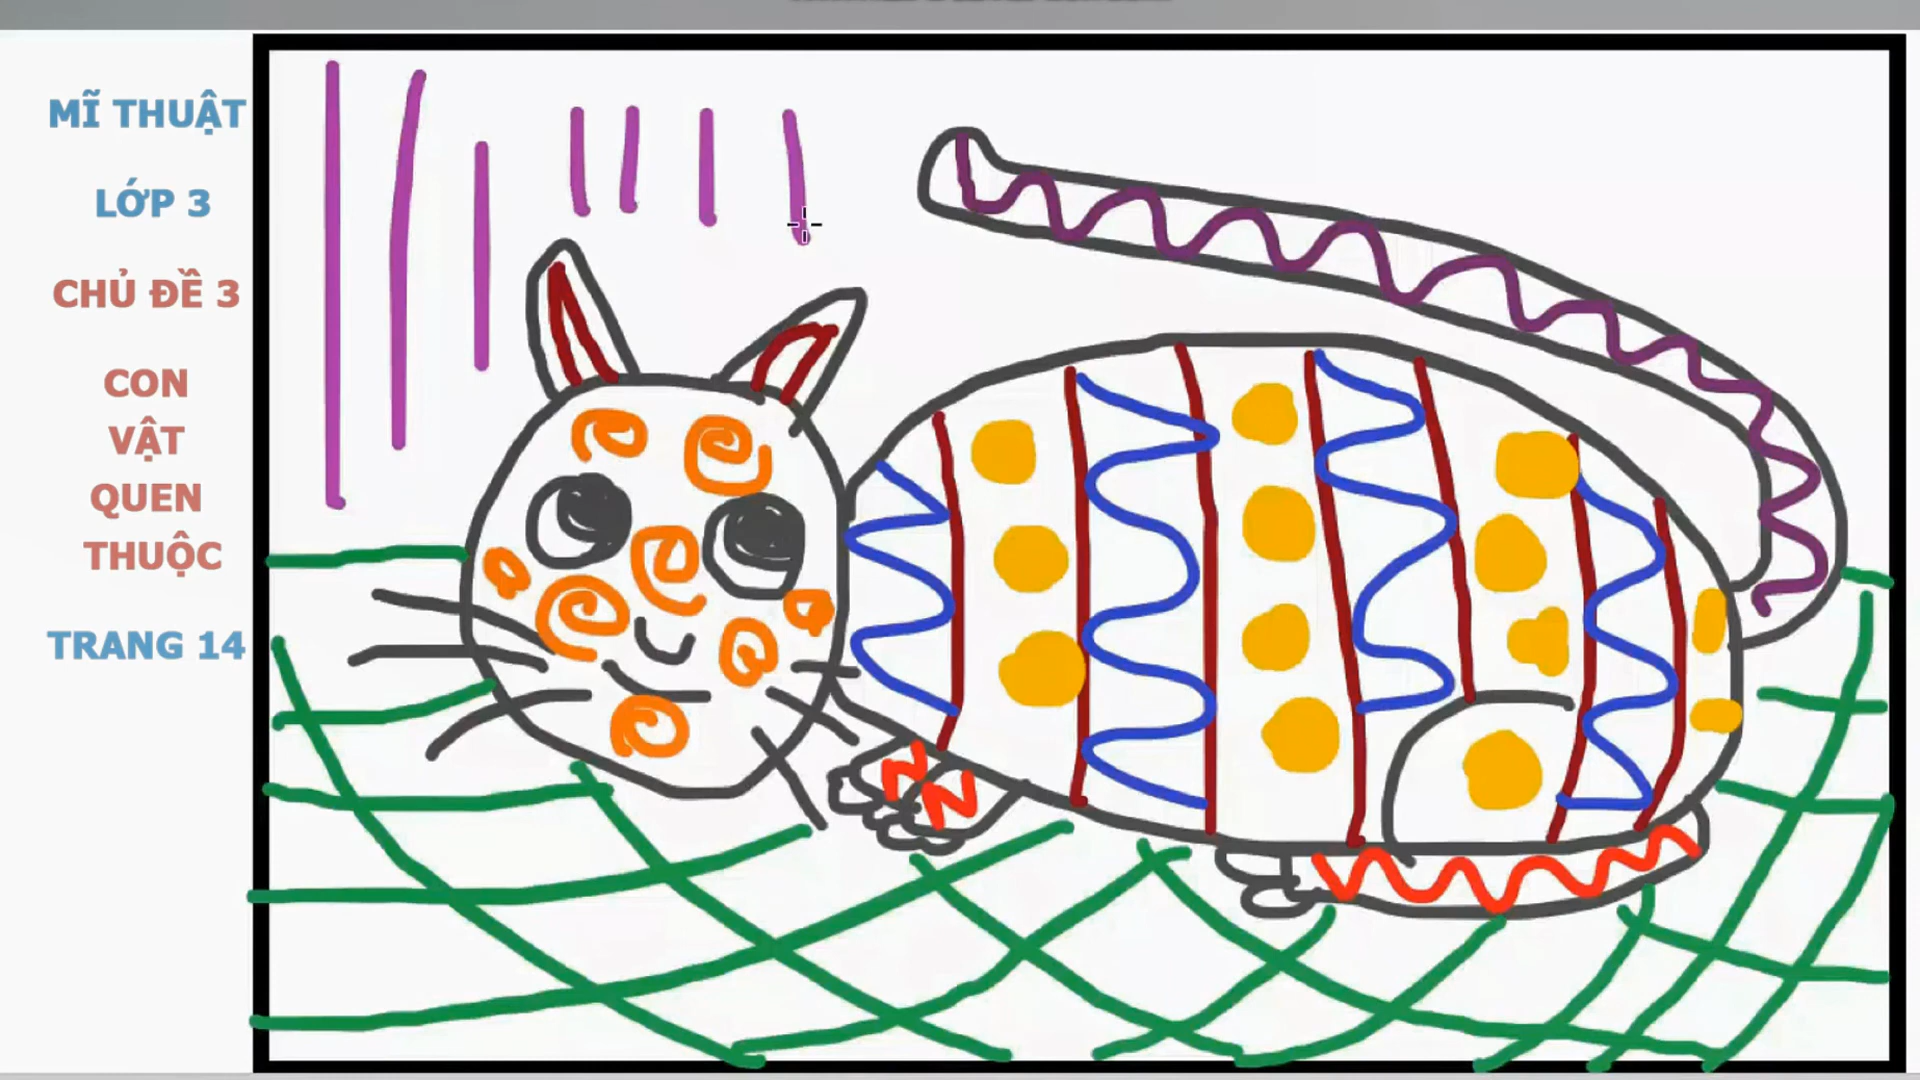 MĨ THUẬT
LỚP 3
CHỦ ĐỀ 3
CON
VẬT
QUEN
THUỘC
TRANG 14